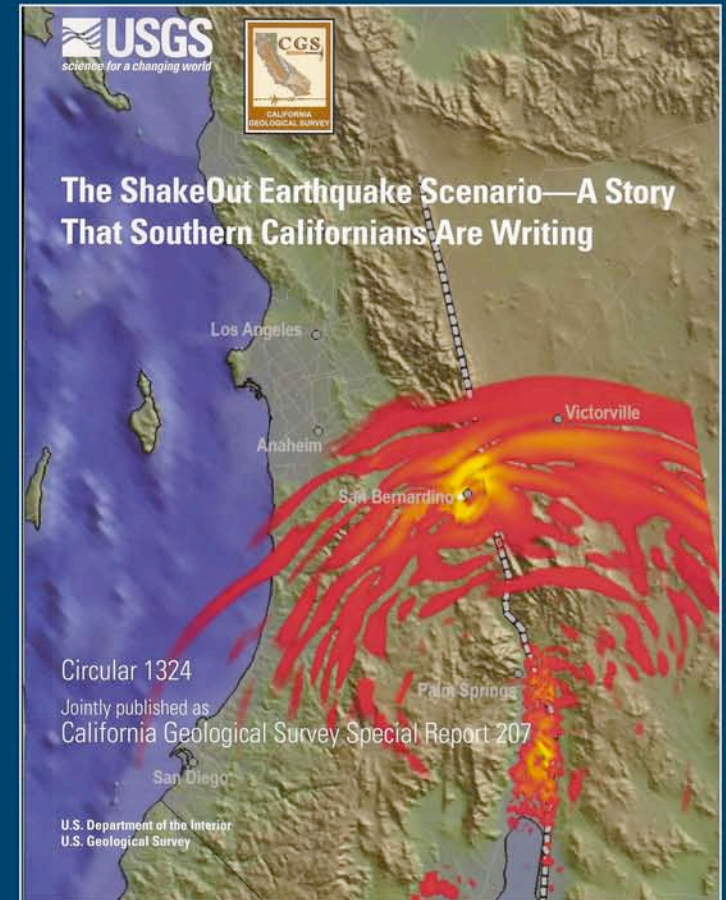 USGS
science for a changing world
CGS
CALIFORNIA
GEOLOGICAL SURVEY
The ShakeOut Earthquake Scenario—A Story
That Southern Californians Are Writing
Los Angeles
Victorville
Anaheim
San Bernardino
Circular 1324
Jointly published as
Palm Springs
California Geological Survey Special Report 207
San Diego
U.S. Department of the Interior
U.S. Geological Survey